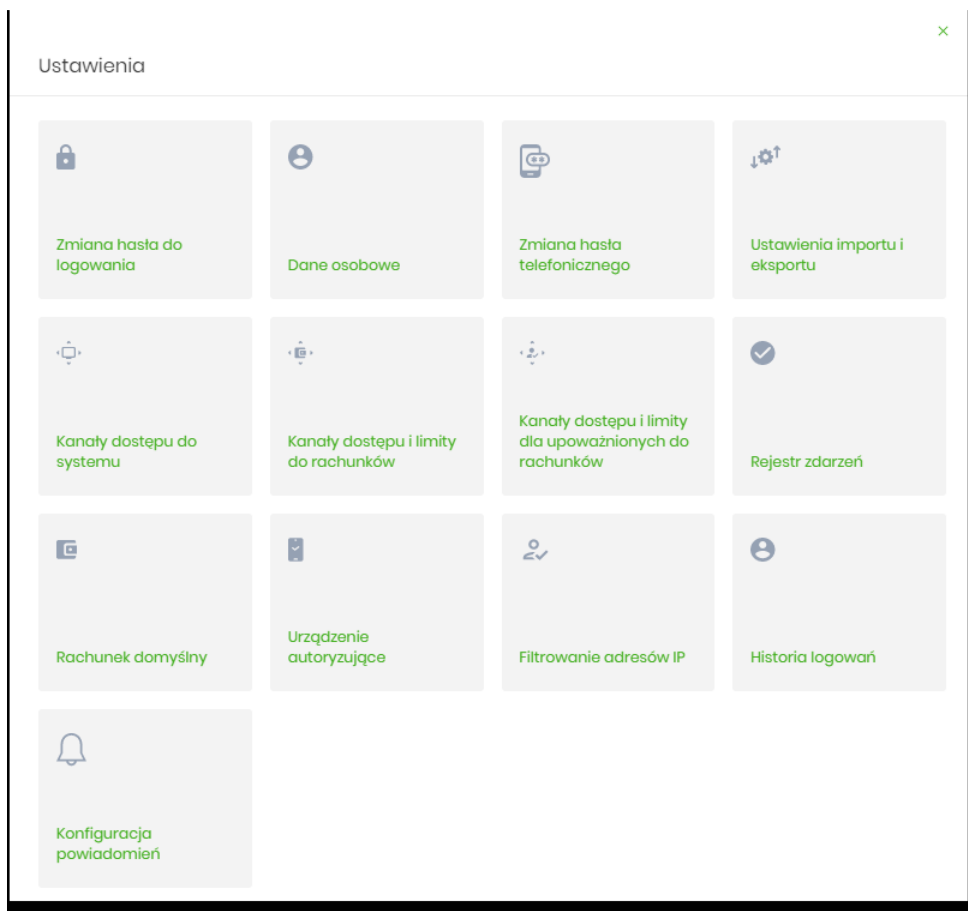 Ustawienia
Zmiana hasła do
logowania
Dane osobowe
Zmiana hasła
telefonicznego
Ustawienia importu i
eksportu
Kanały dostępu do
systemu
Kanały dostępu i limity
do rachunków
Kanały dostępu i limity
dla upoważnionych do
rachunków
Rejestr zdarzeń
Rachunek domyślny
Urządzenie
autoryzujące
Filtrowanie adresów IP
Historia logowań
Konfiguracja
powiadomień